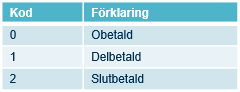 Kod Förklaring
0 Obetald
1 Delbetald
2 Slutbetald